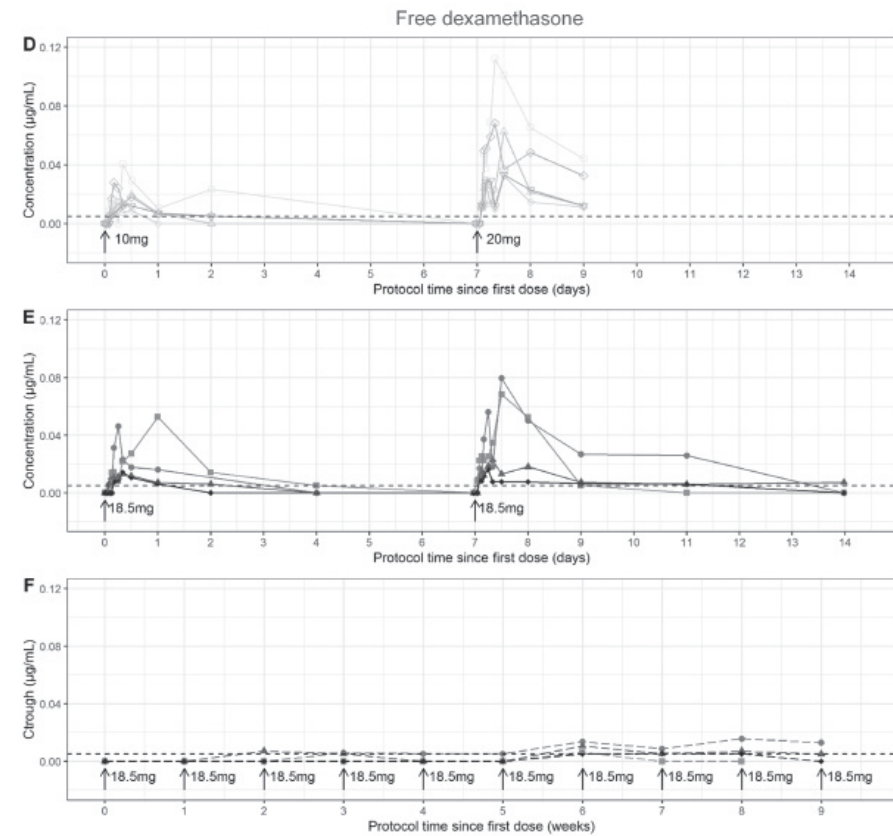 Free dexamethasone
D
Concentration (μg/mL)
0.12
0.08
0.04
0.00
10mg
20mg
0 1 2 3 4 5 6 7 8 9 10 11 12 13 14
Protocol time since first dose (days)
E
Concentration (μg/mL)
0.12
0.08
0.04
0.00
18.5mg
18.5mg
0 1 2 3 4 5 6 7 8 9 10 11 12 13 14
Protocol time since first dose (days)
F
Ctrough (μg/mL)
0.12
0.08
0.04
0.00
18.5mg 18.5mg 18.5mg 18.5mg 18.5mg 18.5mg 18.5mg 18.5mg 18.5mg 18.5mg
0 1 2 3 4 5 6 7 8 9
Protocol time since first dose (weeks)